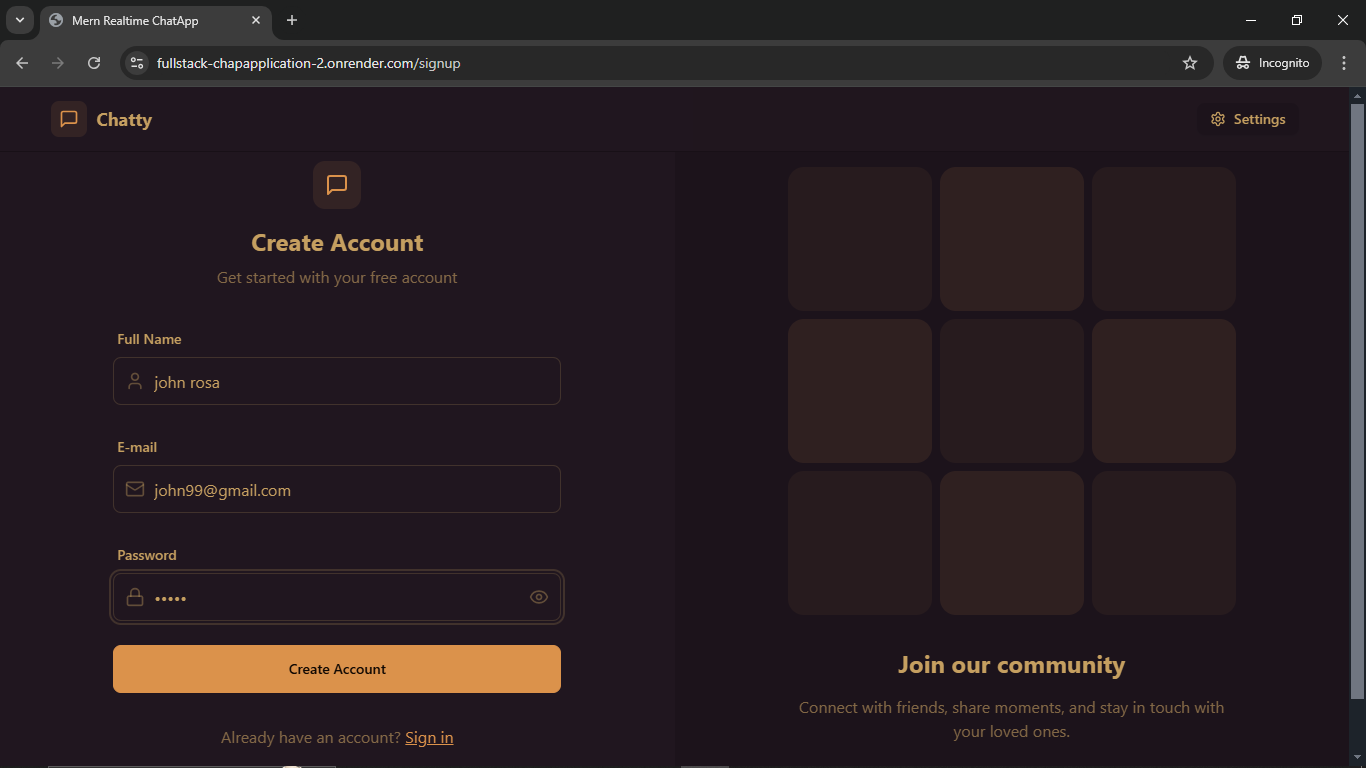 Mern Realtime ChatApp
fullstack-chapapplication-2.onrender.com/signup
Incognito
Chatty
Settings
Create Account
Get started with your free account
Full Name
john rosa
E-mail
john99@gmail.com
Password
•••••
Create Account
Already have an account? Sign in
Join our community
Connect with friends, share moments, and stay in touch with
your loved ones.